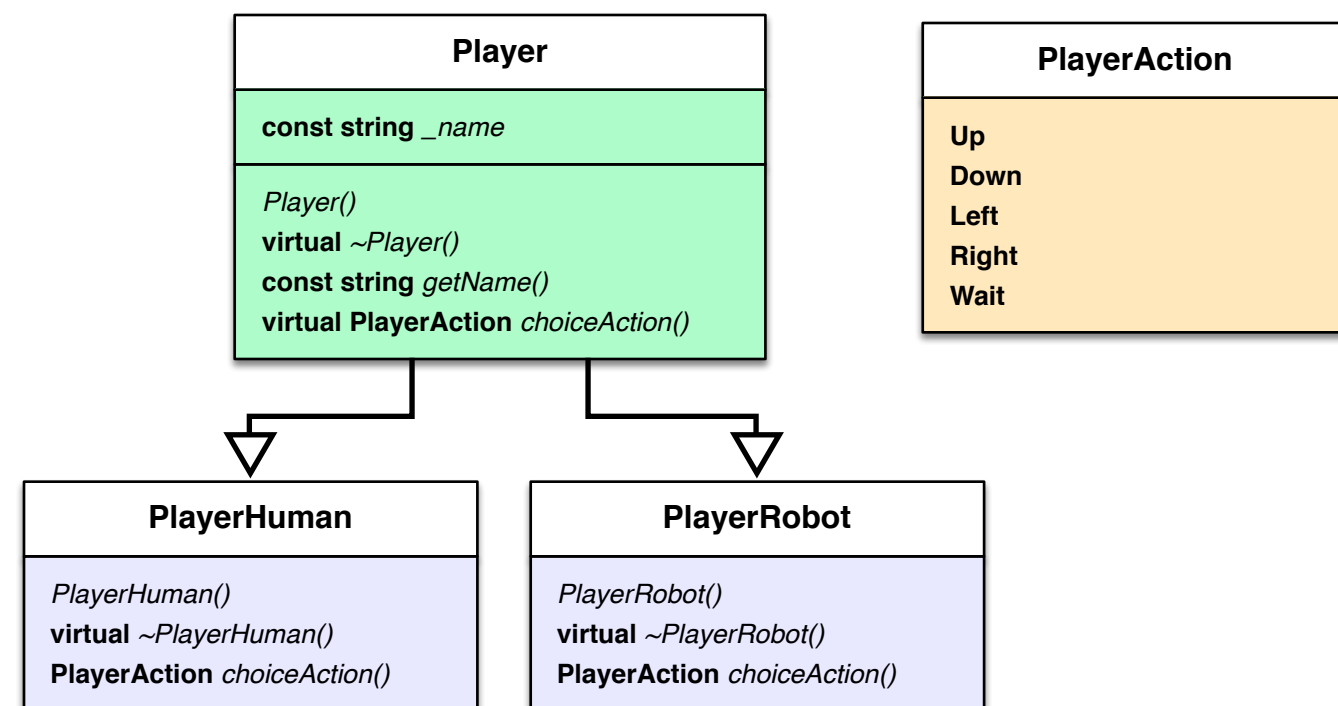 Player
const string _name
Player()
virtual ~Player()
const string getName()
virtual PlayerAction choiceAction()
PlayerAction
Up
Down
Left
Right
Wait
PlayerHuman
PlayerHuman()
virtual ~PlayerHuman()
PlayerAction choiceAction()
PlayerRobot
PlayerRobot()
virtual ~PlayerRobot()
PlayerAction choiceAction()